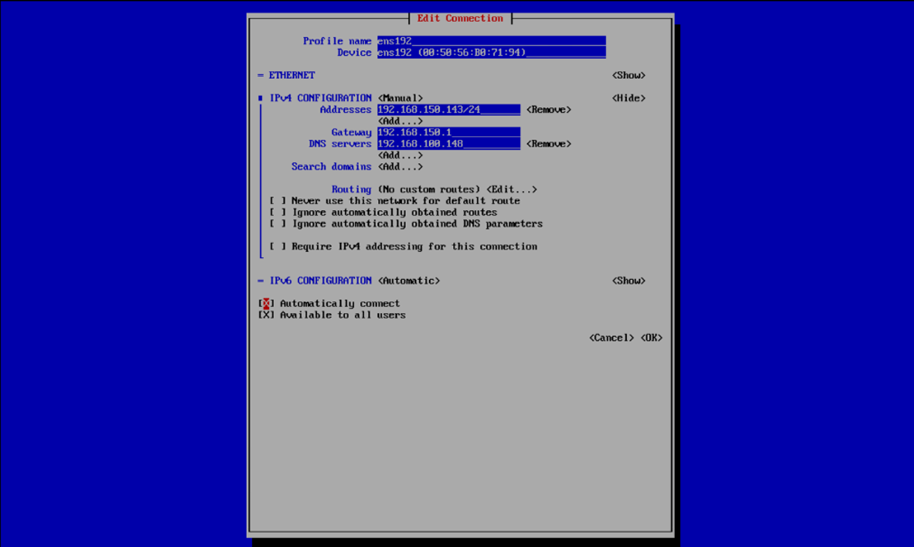 Edit Connection
Profile name ens192
Device ens192 (00:50:56:B0:71:94)
= ETHERNET <Show>
IPv4 CONFIGURATION <Manual> <Hide>
Addresses 192.168.150.143/24 <Remove>
<Add...>
Gateway 192.168.150.1
DNS servers 192.168.100.148 <Remove>
<Add...>
Search domains <Add...>
Routing (No custom routes) <Edit...>
[ ] Never use this network for default route
[ ] Ignore automatically obtained routes
[ ] Ignore automatically obtained DNS parameters
[ ] Require IPv4 addressing for this connection
= IPv6 CONFIGURATION <Automatic> <Show>
[X] Automatically connect
[X] Available to all users
<Cancel> <OK>